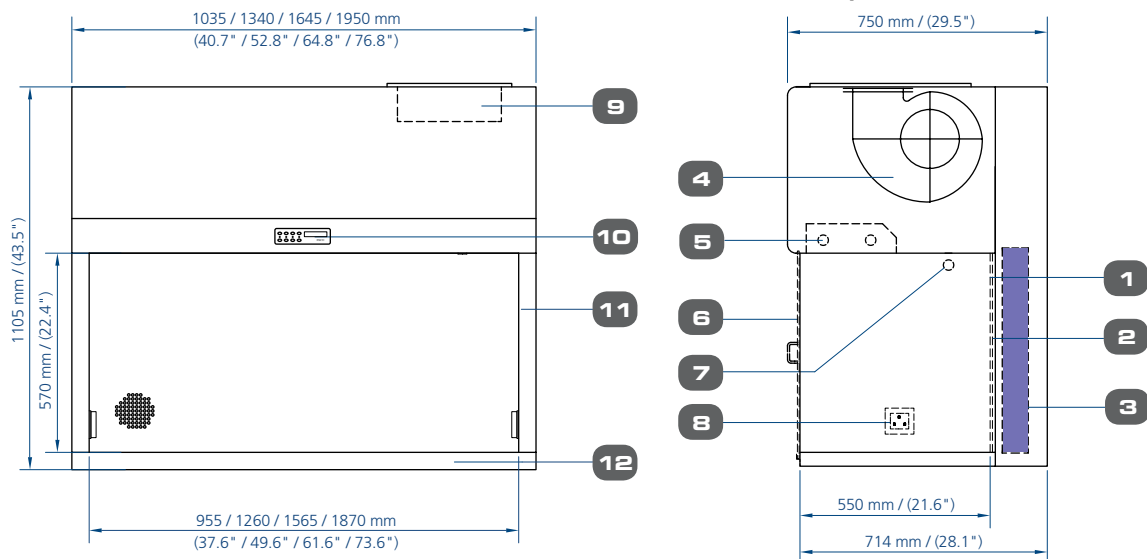 1035 / 1340 / 1645 / 1950 mm
(40.7" / 52.8" / 64.8" / 76.8")
750 mm / (29.5")
9
4
10
5
1105 mm / (43.5")
570 mm / (22.4")
11
1
6
2
7
3
8
12
955 / 1260 / 1565 / 1870 mm
(37.6" / 49.6" / 61.6" / 73.6")
550 mm / (21.6")
714 mm / (28.1")